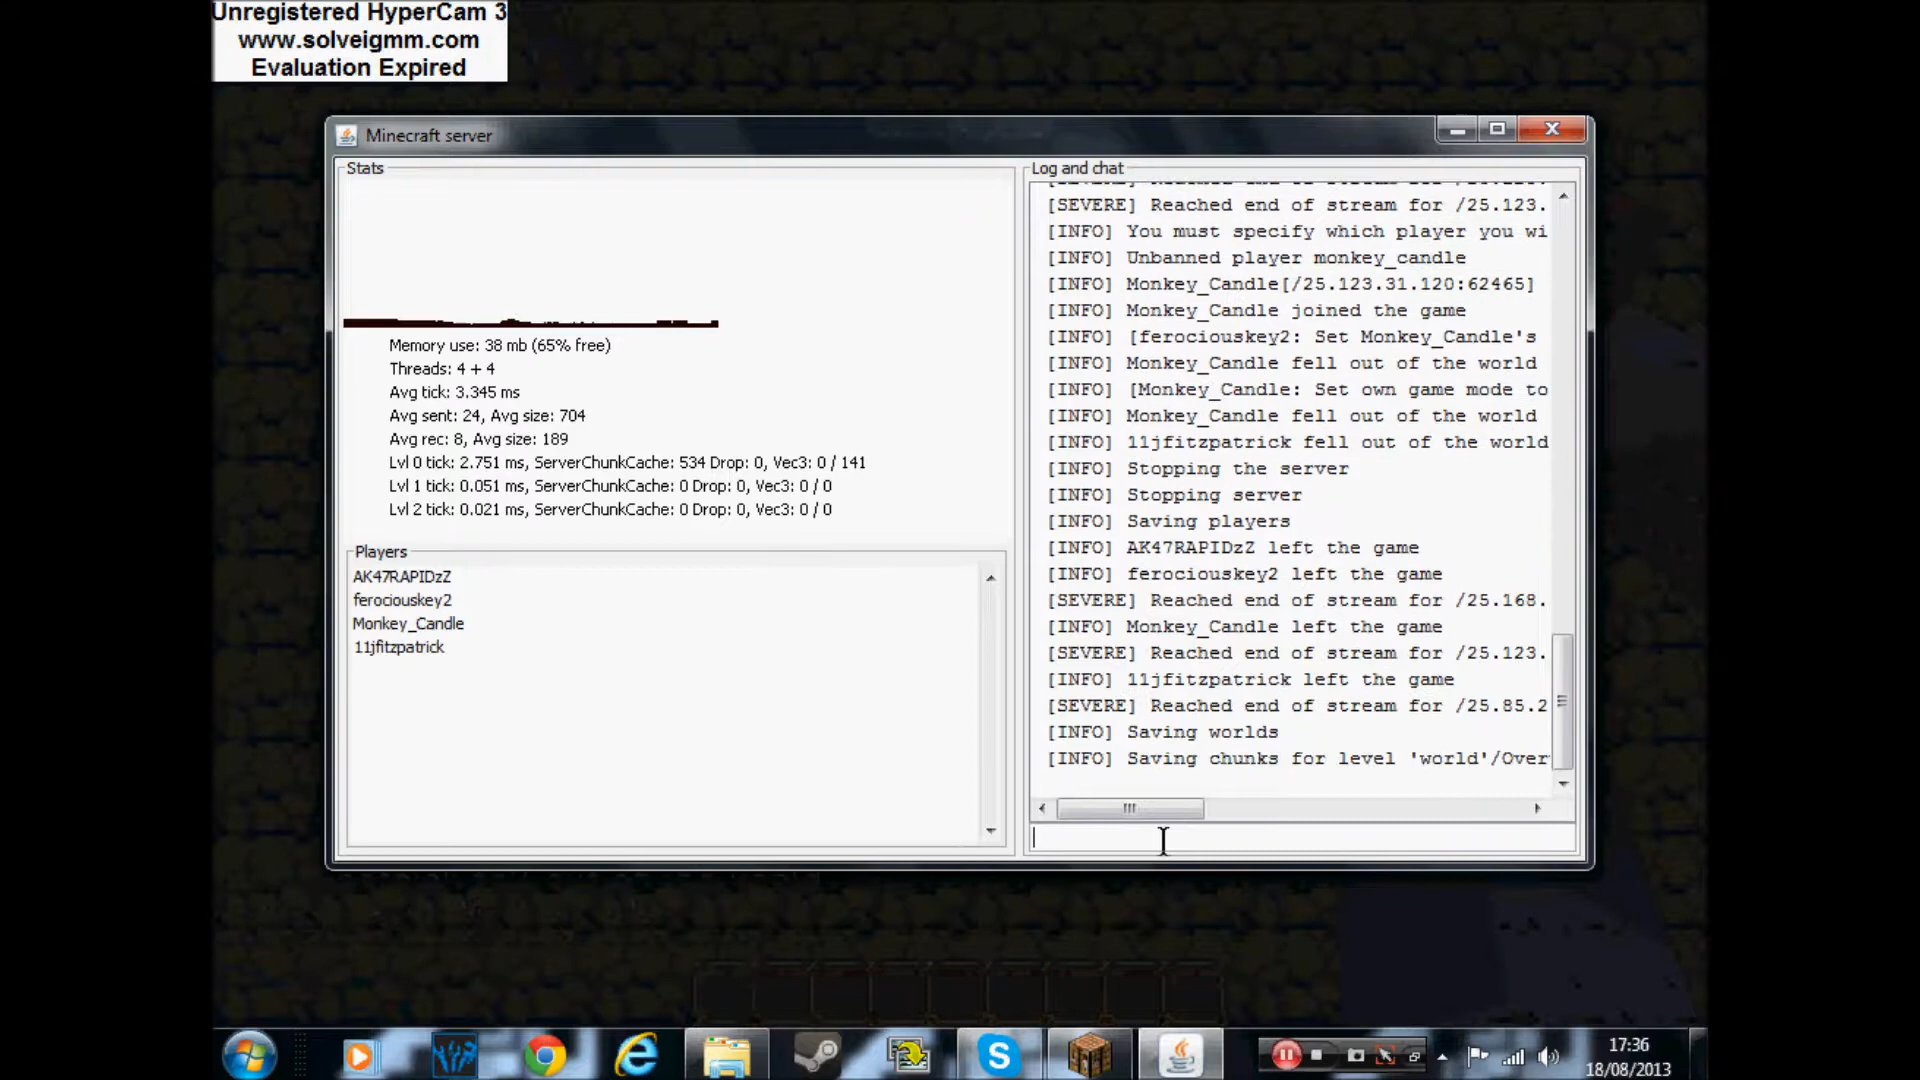 Unregistered HyperCam 3
www.solveigmm.com
Evaluation Expired
Minecraft server
Stats
Memory use: 38 mb (65% free)
Threads: 4 + 4
Avg tick: 3.345 ms
Avg sent: 24, Avg size: 704
Avg rec: 8, Avg size: 189
Lvl 0 tick: 2.751 ms, ServerChunkCache: 534 Drop: 0, Vec3: 0 / 141
Lvl 1 tick: 0.051 ms, ServerChunkCache: 0 Drop: 0, Vec3: 0 / 0
Lvl 2 tick: 0.021 ms, ServerChunkCache: 0 Drop: 0, Vec3: 0 / 0
Players
AK47RAPIDzZ
ferociouskey2
Monkey_Candle
11jfitzpatrick
Log and chat
[SEVERE] Reached end of stream for /25.123.
[INFO] You must specify which player you wi
[INFO] Unbanned player monkey_candle
[INFO] Monkey_Candle[/25.123.31.120:62465]
[INFO] Monkey_Candle joined the game
[INFO] [ferociouskey2: Set Monkey_Candle's
[INFO] Monkey_Candle fell out of the world
[INFO] [Monkey_Candle: Set own game mode to
[INFO] Monkey_Candle fell out of the world
[INFO] 11jfitzpatrick fell out of the world
[INFO] Stopping the server
[INFO] Stopping server
[INFO] Saving players
[INFO] AK47RAPIDzZ left the game
[INFO] ferociouskey2 left the game
[SEVERE] Reached end of stream for /25.168.
[INFO] Monkey_Candle left the game
[SEVERE] Reached end of stream for /25.123.
[INFO] 11jfitzpatrick left the game
[SEVERE] Reached end of stream for /25.85.2
[INFO] Saving worlds
[INFO] Saving chunks for level 'world'/Over
17:36
18/08/2013